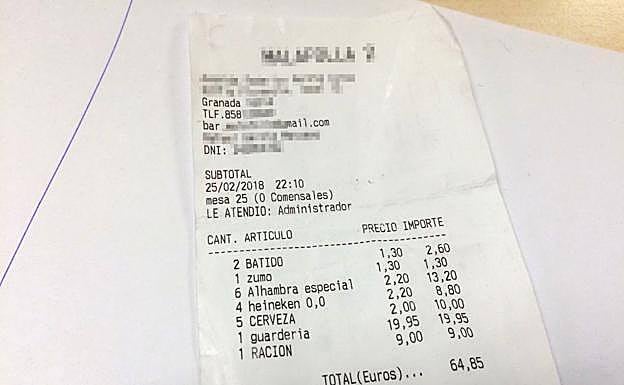 Granada
TLF.858
bar mail.com
DNI:
SUBTOTAL
25/02/2018 22:10
mesa 25 (0 Comensales)
LE ATENDIO: Administrador
CANT. ARTICULO PRECIO IMPORTE
2 BATIDO 1,30 2,60
1 zumo 1,30 1,30
6 Alhambra especial 2,20 13,20
4 heineken 0,0 2,20 8,80
5 CERVEZA 2,00 10,00
1 guarderia 19,95 19,95
1 RACION 9,00 9,00
TOTAL(Euros)... 64,85